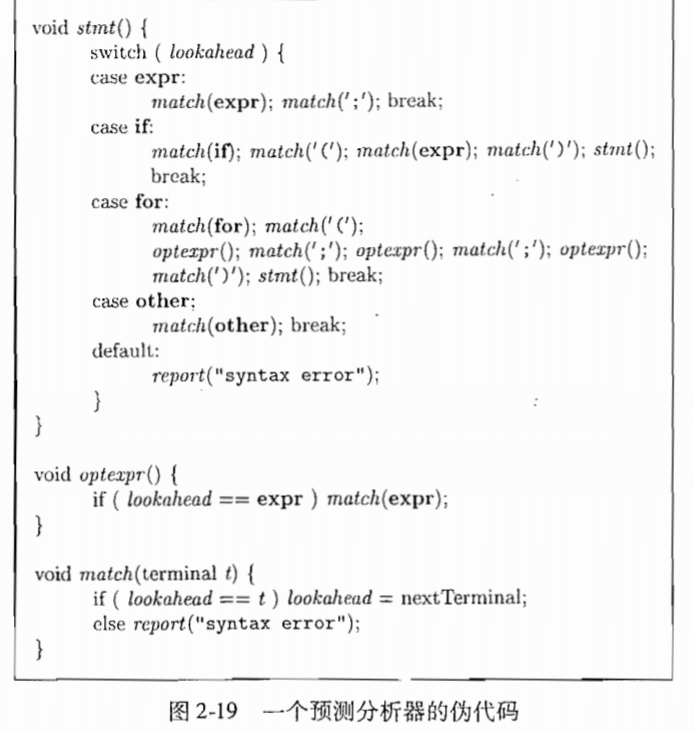 void stmt() {
switch ( lookahead ) {
case expr:
match(expr); match(';'); break;
case if:
match(if); match('('); match(expr); match(')'); stmt();
break;
case for:
match(for); match('(');
optexpr(); match(';'); optexpr(); match(';'); optexpr();
match(')'); stmt(); break;
case other;
match(other); break;
default:
report("syntax error");
}
}
void optexpr() {
if ( lookahead == expr ) match(expr);
}
void match(terminal t) {
if ( lookahead == t ) lookahead = nextTerminal;
else report("syntax error");
}
图 2-19 一个预测分析器的伪代码